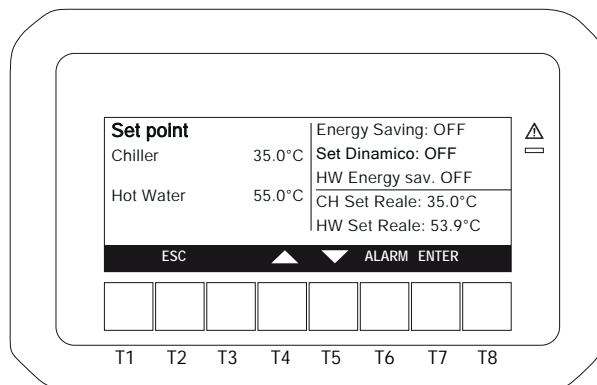 Set point
Chiller 35.0°C
Hot Water 55.0°C
Energy Saving: OFF
Set Dinamico: OFF
HW Energy sav. OFF
CH Set Reale: 35.0°C
HW Set Reale: 53.9°C
ESC ALARM ENTER
T1 T2 T3 T4 T5 T6 T7 T8